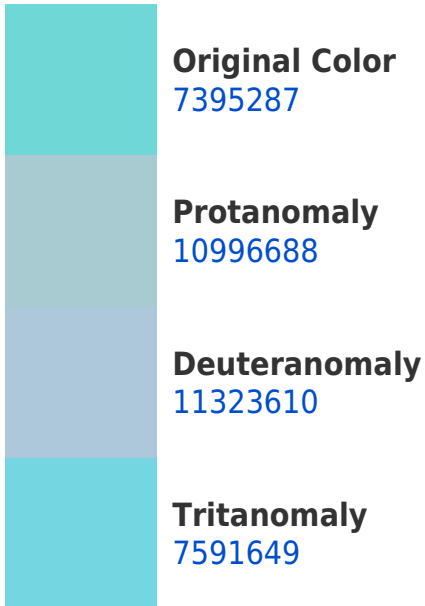 Original Color
7395287
Protanomaly
10996688
Deuteranomaly
11323610
Tritanomaly
7591649